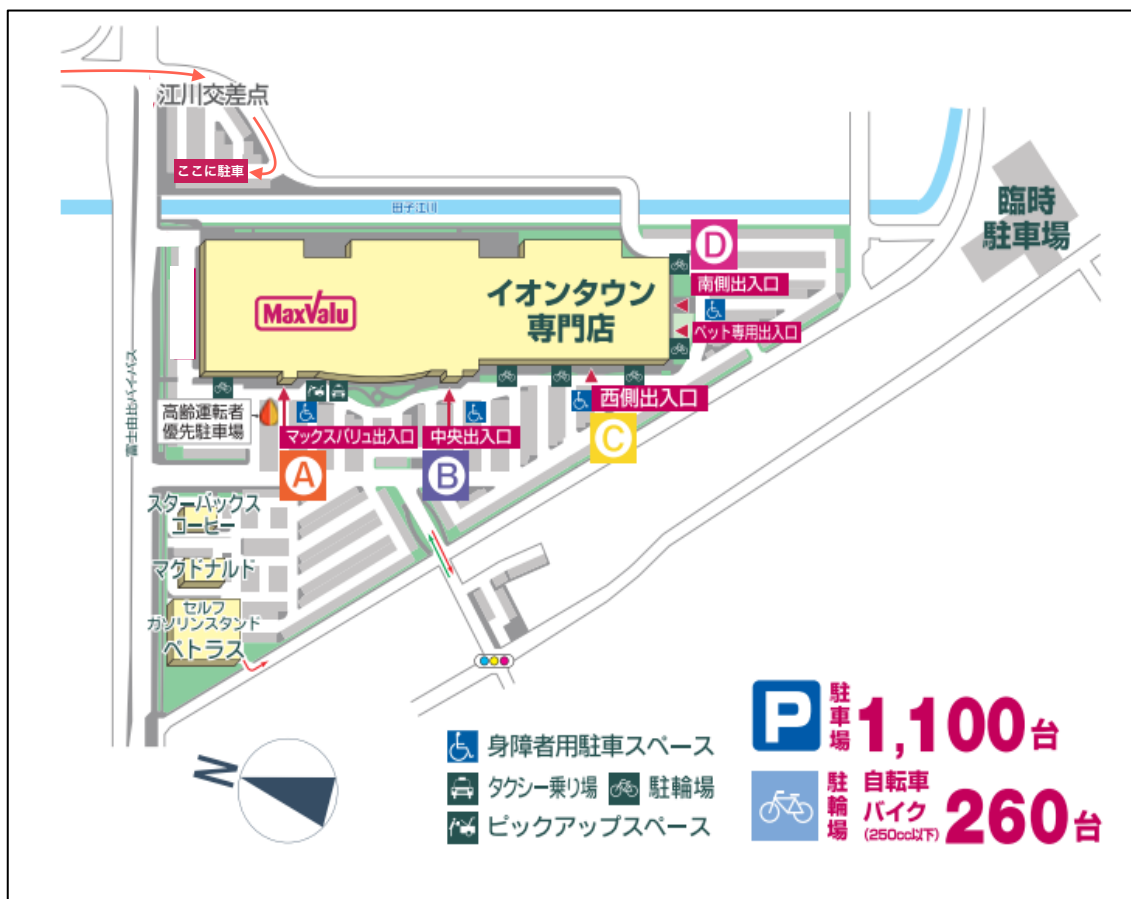 江川交差点
ここに駐車
田子江川
臨時
駐車場
D
南側出入口
MaxValu
イオンタウン
専門店
ペット専用出入口
富士由比バイパス
高齢運転者
優先駐車場
マックスバリュ出入口
中央出入口
西側出入口
A
B
C
スターバックス
コーヒー
マクドナルド
セルフ
ガソリンスタンド
ペトラス
N
身障者用駐車スペース
タクシー乗り場
駐輪場
ピックアップスペース
P
駐車場
1,100台
駐輪場
自転車
バイク
(250cc以下)
260台